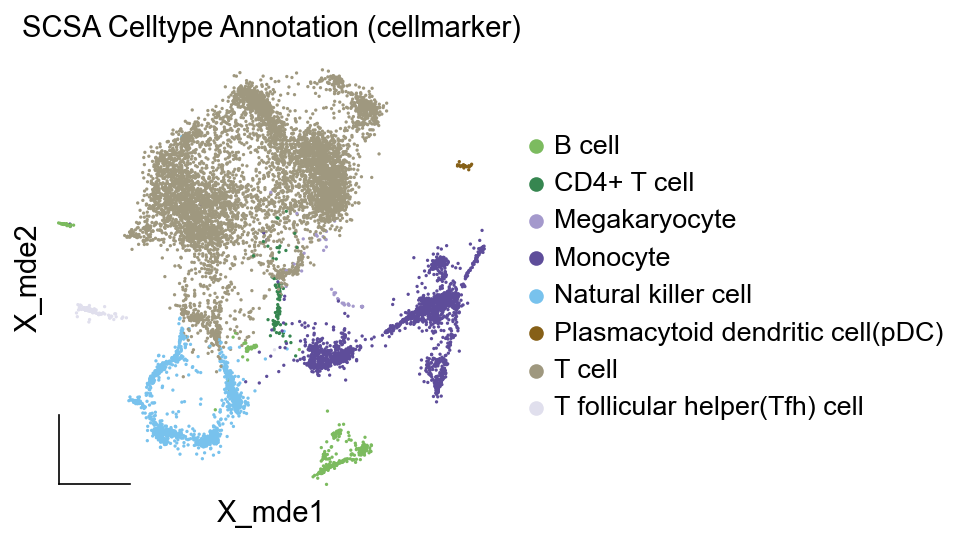 SCSA Celltype Annotation (cellmarker)
B cell
CD4+ T cell
Megakaryocyte
Monocyte
Natural killer cell
Plasmacytoid dendritic cell(pDC)
T cell
T follicular helper(Tfh) cell
X_mde2
X_mde1